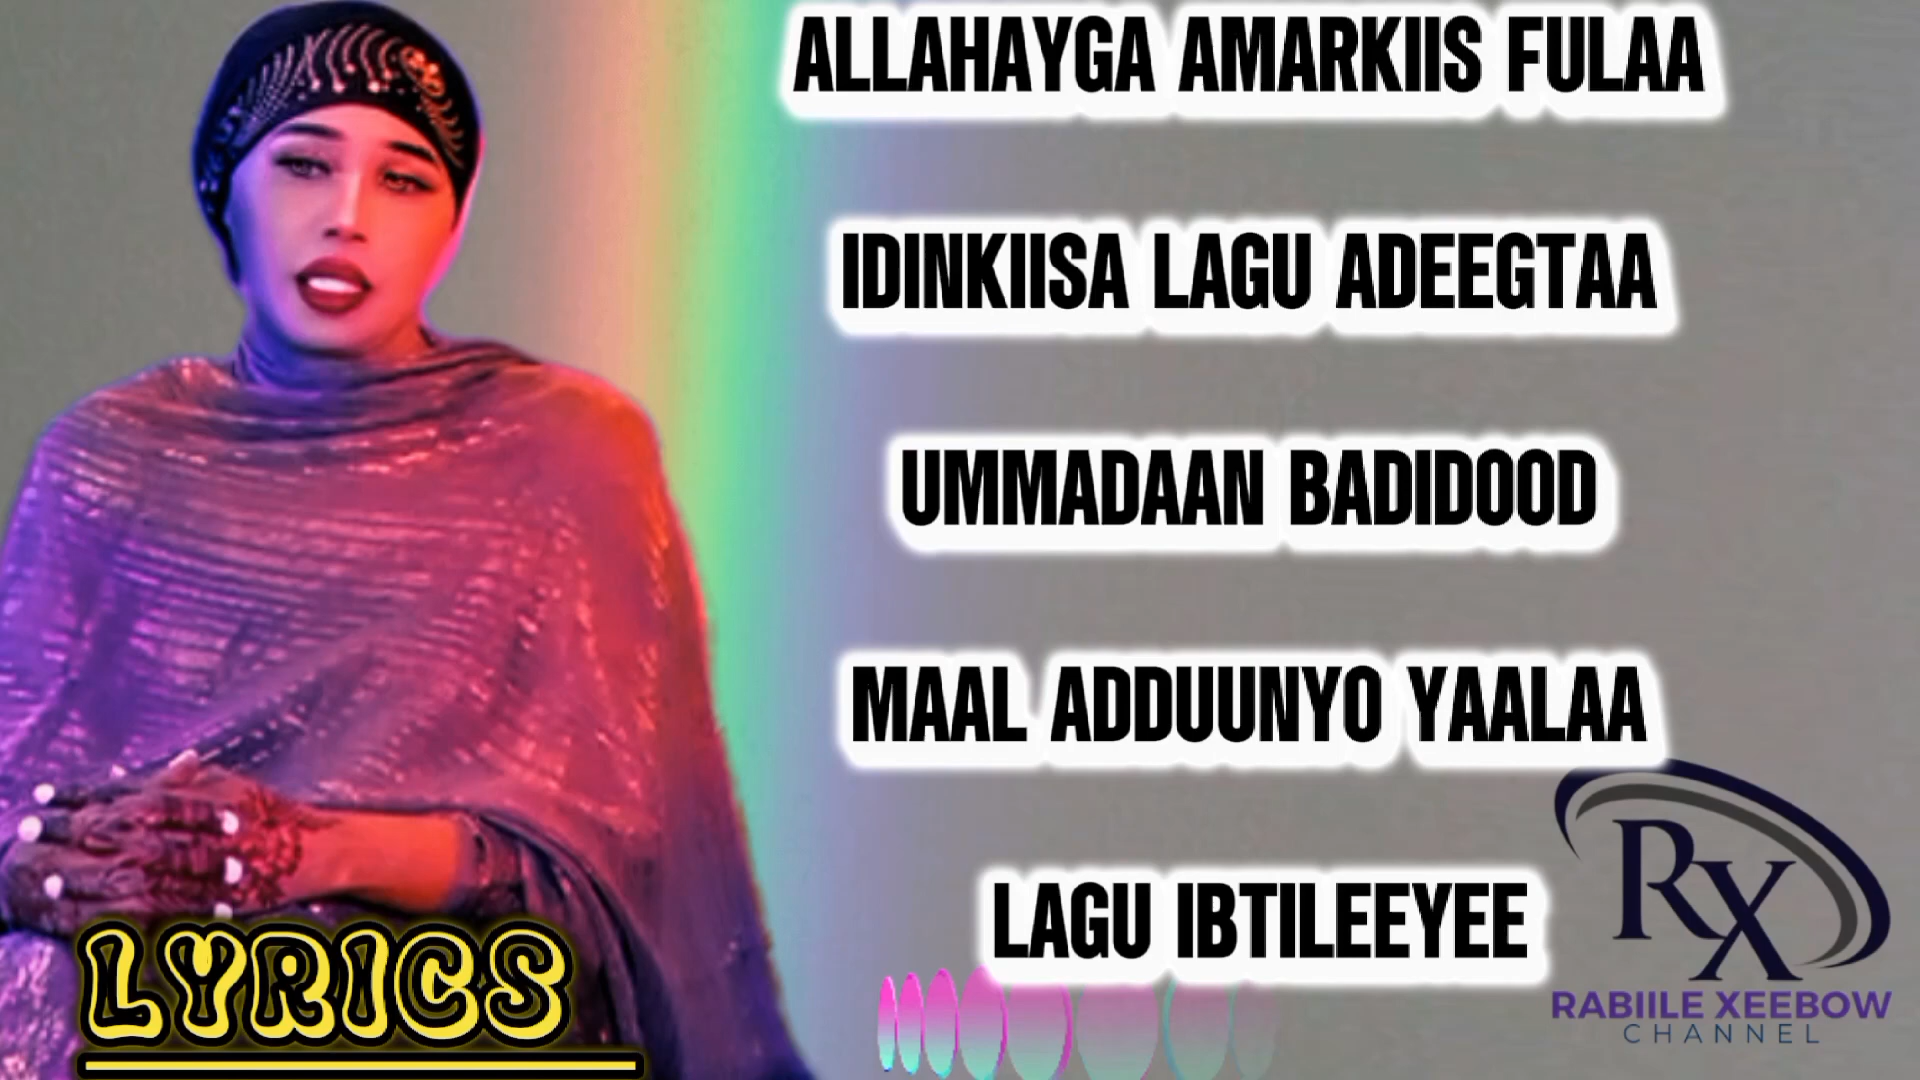 ALLAHAYGA AMARKIIS FULAA
IDINKIISA LAGU ADEEGTAA
UMMADAAN BADIDOOD
MAAL ADDUUNYO YAALAA
LAGU IBTILEEYEE
LYRICS
RX
RABIILE XEEBOW
CHANNEL